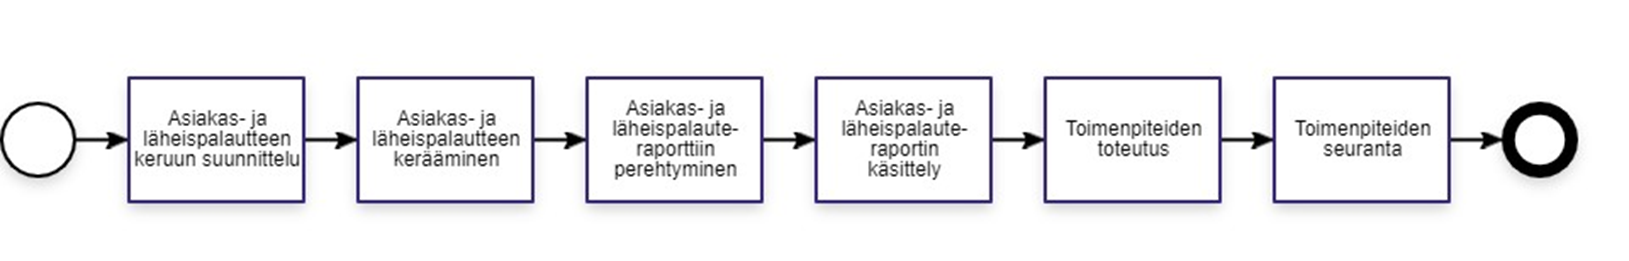 Asiakas- ja
läheispalautteen
keruun suunnittelu
Asiakas- ja
läheispalautteen
kerääminen
Asiakas- ja
läheispalaute-
raporttiin
perehtyminen
Asiakas- ja
läheispalaute-
raportin
käsittely
Toimenpiteiden
toteutus
Toimenpiteiden
seuranta